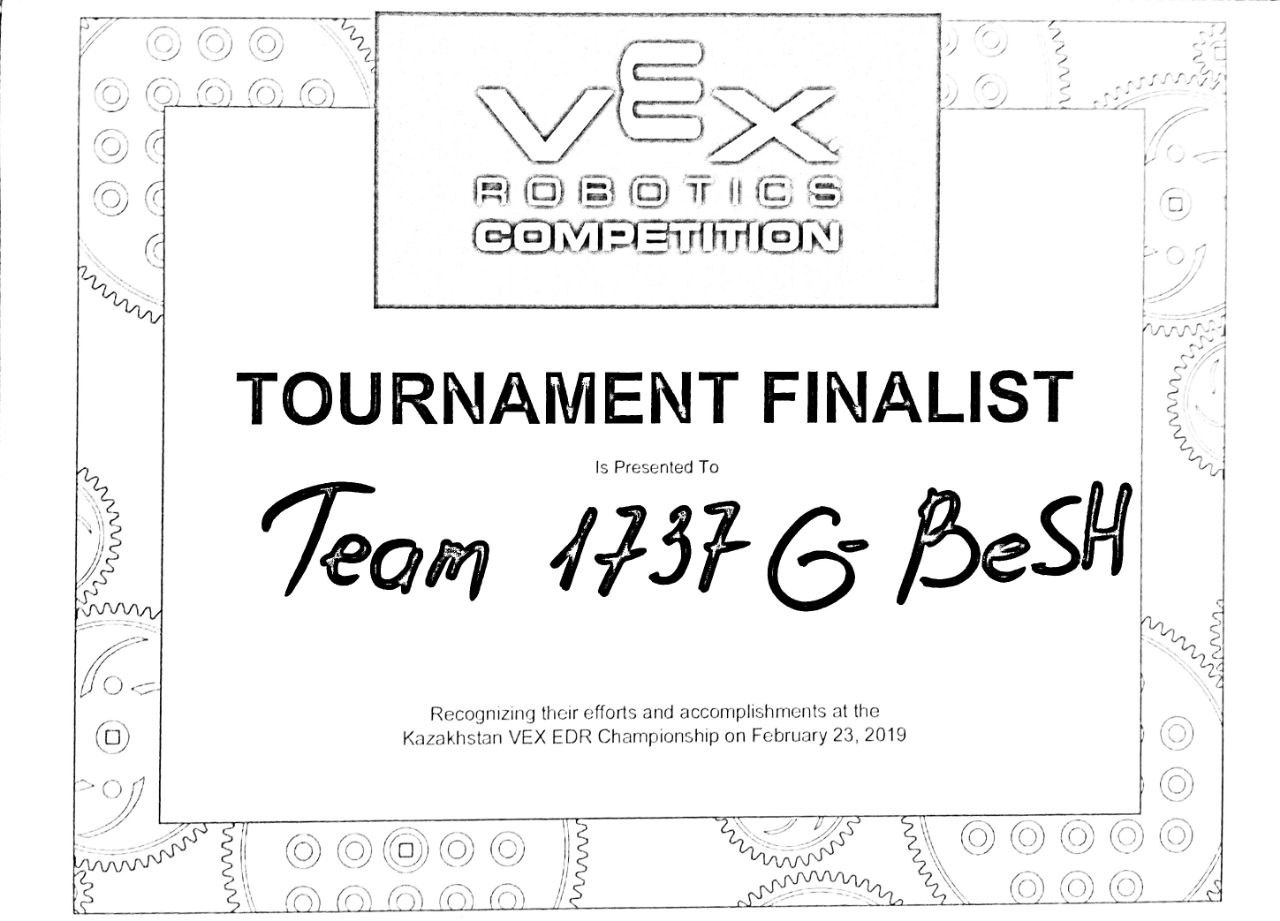 VEX
ROBOTICS
COMPETITION
TOURNAMENT FINALIST
Is Presented To
Team 1737 G- BeSH
Recognizing their efforts and accomplishments at the
Kazakhstan VEX EDR Championship on February 23, 2019